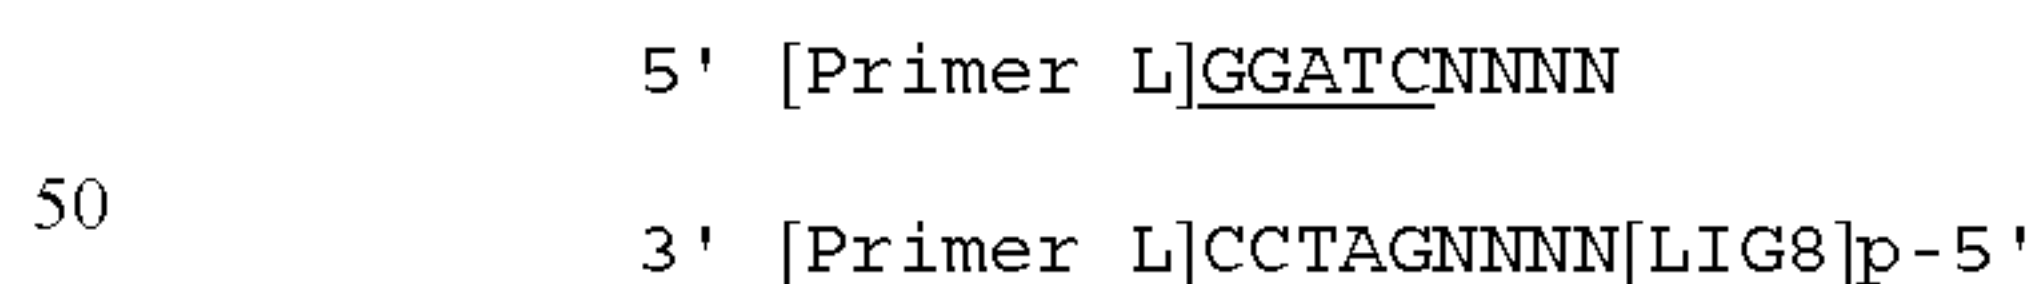 5' [Primer L]GGATCNNNN
50
3' [Primer L]CCTAGNNNN[LIG8]p-5'